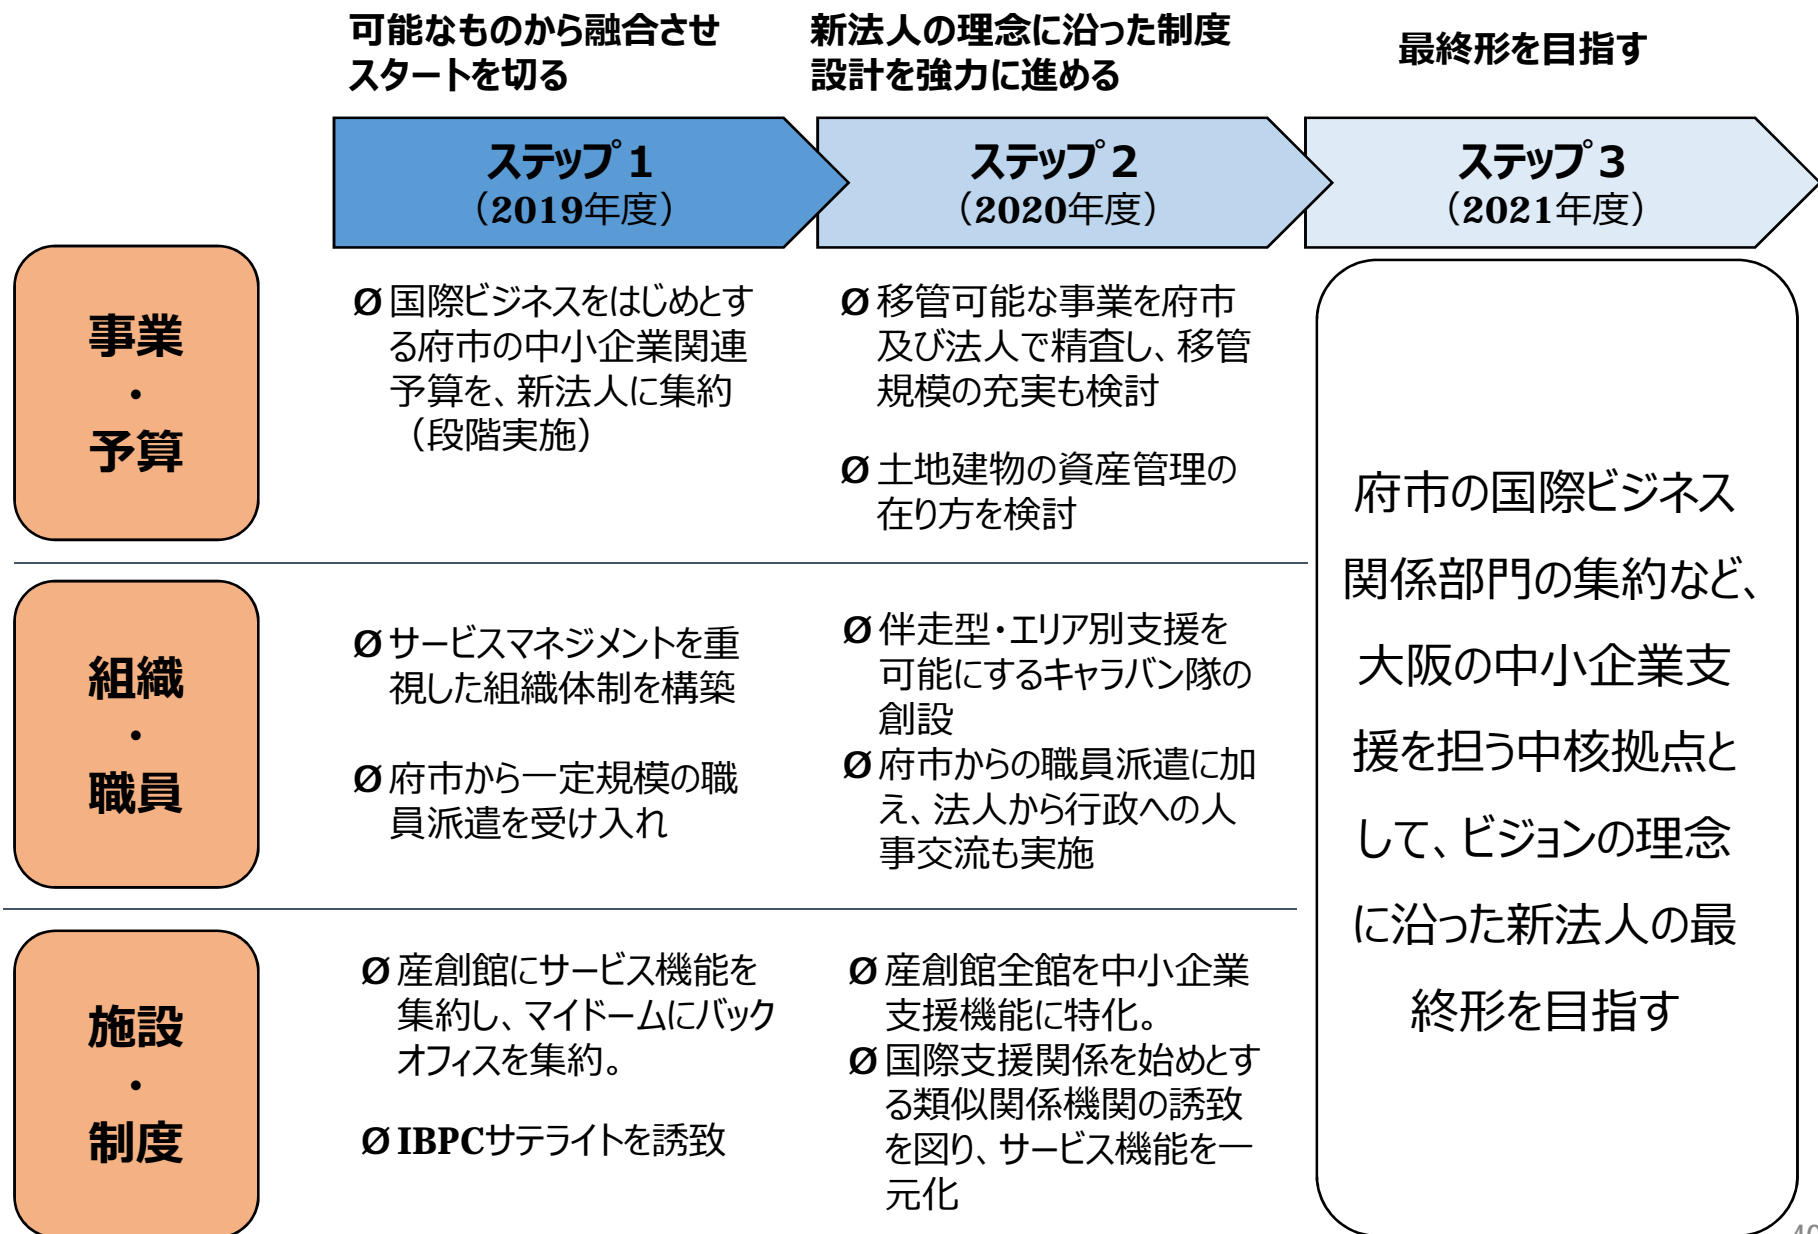 可能なものから融合させ
スタートを切る
新法人の理念に沿った制度
設計を強力に進める
最終形を目指す
ステップ1
（2019年度）
ステップ2
（2020年度）
ステップ3
（2021年度）
事業
・
予算
Ø 国際ビジネスをはじめとす
る府市の中小企業関連
予算を、新法人に集約
（段階実施）
Ø 移管可能な事業を府市
及び法人で精査し、移管
規模の充実も検討
Ø 土地建物の資産管理の
在り方を検討
組織
・
職員
Ø サービスマネジメントを重
視した組織体制を構築
Ø 府市から一定規模の職
員派遣を受け入れ
Ø 伴走型・エリア別支援を
可能にするキャラバン隊の
創設
Ø 府市からの職員派遣に加
え、法人から行政への人
事交流も実施
施設
・
制度
Ø 産創館にサービス機能を
集約し、マイドームにバック
オフィスを集約。
Ø IBPCサテライトを誘致
Ø 産創館全館を中小企業
支援機能に特化。
Ø 国際支援関係を始めとす
る類似関係機関の誘致
を図り、サービス機能を一
元化
府市の国際ビジネス
関係部門の集約など、
大阪の中小企業支
援を担う中核拠点と
して、ビジョンの理念
に沿った新法人の最
終形を目指す